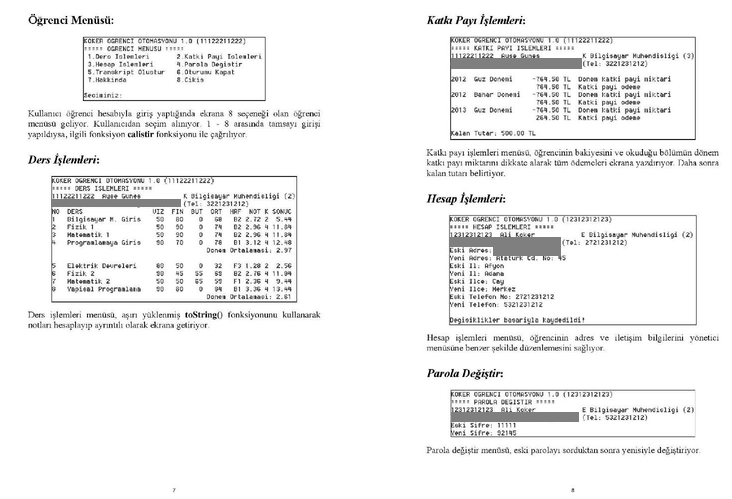 Öğrenci Menüsü:
KOKER OGRENCI OTOMASYONU 1.0 (11122211222)
===== OGRENCI MENUSU =====
1.Ders Islemleri 2.Katki Payi Islemleri
3.Hesap Islemleri 4.Parola Degistir
5.Transkript Olustur 6.Oturumu Kapat
7.Hakkinda 8.Cikis
Seciminiz:
Kullanıcı öğrenci hesabıyla giriş yaptığında ekrana 8 seçeneği olan öğrenci
menüsü geliyor. Kullanıcıdan seçim alınıyor. 1 - 8 arasında tamsayı girişi
yapıldıysa, ilgili fonksiyon calistir fonksiyonu ile çağrılıyor.
Ders İşlemleri:
KOKER OGRENCI OTOMASYONU 1.0 (11122211222)
===== DERS ISLEMLERI =====
11122211222 Ayse Gunes K Bilgisayar Muhendisligi (2)
(Tel: 3221231212)
NO DERS VIZ FIN BUT ORT HRF NOT K SONUC
1 Bilgisayar M. Giris 50 80 0 68 B2 2.72 2 5.44
2 Fizik 1 50 90 0 74 B2 2.96 4 11.84
3 Matematik 1 50 90 0 74 B2 2.96 4 11.84
4 Programlamaya Giris 90 70 0 78 B1 3.12 4 12.48
Donem Ortalamasi: 2.97
5 Elektrik Devreleri 80 50 0 32 F3 1.28 2 2.56
6 Fizik 2 90 45 55 69 B2 2.76 4 11.04
7 Matematik 2 50 50 65 59 F1 2.36 4 9.44
8 Yapisal Programlama 90 80 0 84 B1 3.36 4 13.44
Donem Ortalamasi: 2.61
Ders işlemleri menüsü, aşırı yüklenmiş toString() fonksiyonunu kullanarak
notları hesaplayıp ayrıntılı olarak ekrana getiriyor.
7
Katkı Payı İşlemleri:
KOKER OGRENCI OTOMASYONU 1.0 (11122211222)
===== KATKI PAYI ISLEMLERI =====
11122211222 Ayse Gunes K Bilgisayar Muhendisligi (3)
(Tel: 3221231212)
2012 Guz Donemi -764.50 TL Donem katki payi miktari
764.50 TL Katki payi odeme
2012 Bahar Donemi -764.50 TL Donem katki payi miktari
764.50 TL Katki payi odeme
2013 Guz Donemi -764.50 TL Donem katki payi miktari
264.50 TL Katki payi odeme
Kalan Tutar: 500.00 TL
Katkı payı işlemleri menüsü, öğrencinin bakiyesini ve okuduğu bölümün dönem
katkı payı miktarını dikkate alarak tüm ödemeleri ekrana yazdırıyor. Daha sonra
kalan tutarı belirtiyor.
Hesap İşlemleri:
KOKER OGRENCI OTOMASYONU 1.0 (12312312123)
===== HESAP ISLEMLERI =====
12312312123 Ali Koker E Bilgisayar Muhendisligi (2)
(Tel: 2721231212)
Eski Adres:
Yeni Adres: Ataturk Cd. No: 45
Eski Il: Afyon
Yeni Il: Adana
Eski Ilce: Cay
Yeni Ilce: Merkez
Eski Telefon No: 2721231212
Yeni Telefon: 5321231212
Degisiklikler basariyla kaydedildi!
Hesap işlemleri menüsü, öğrencinin adres ve iletişim bilgilerini yönetici
menüsüne benzer şekilde düzenlemesini sağlıyor.
Parola Değiştir:
KOKER OGRENCI OTOMASYONU 1.0 (12312312123)
===== PAROLA DEGISTIR =====
12312312123 Ali Koker E Bilgisayar Muhendisligi (2)
(Tel: 5321231212)
Eski Sifre: 11111
Yeni Sifre: 92145
Parola değiştir menüsü, eski parolayı sorduktan sonra yenisiyle değiştiriyor.
8